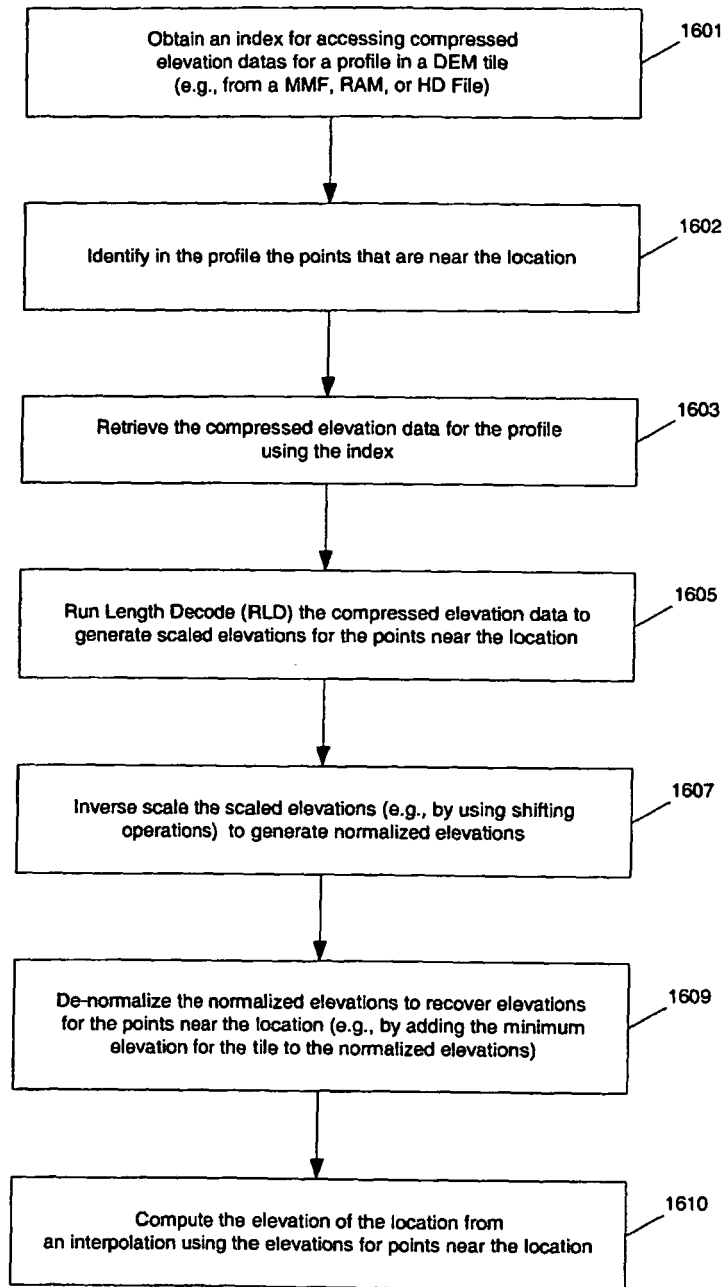 Obtain an index for accessing compressed
elevation datas for a profile in a DEM tile
(e.g., from a MMF, RAM, or HD File)
1601
Identify in the profile the points that are near the location
1602
Retrieve the compressed elevation data for the profile
using the index
1603
Run Length Decode (RLD) the compressed elevation data to
generate scaled elevations for the points near the location
1605
Inverse scale the scaled elevations (e.g., by using shifting
operations) to generate normalized elevations
1607
De-normalize the normalized elevations to recover elevations
for the points near the location (e.g., by adding the minimum
elevation for the tile to the normalized elevations)
1609
Compute the elevation of the location from
an interpolation using the elevations for points near the location
1610